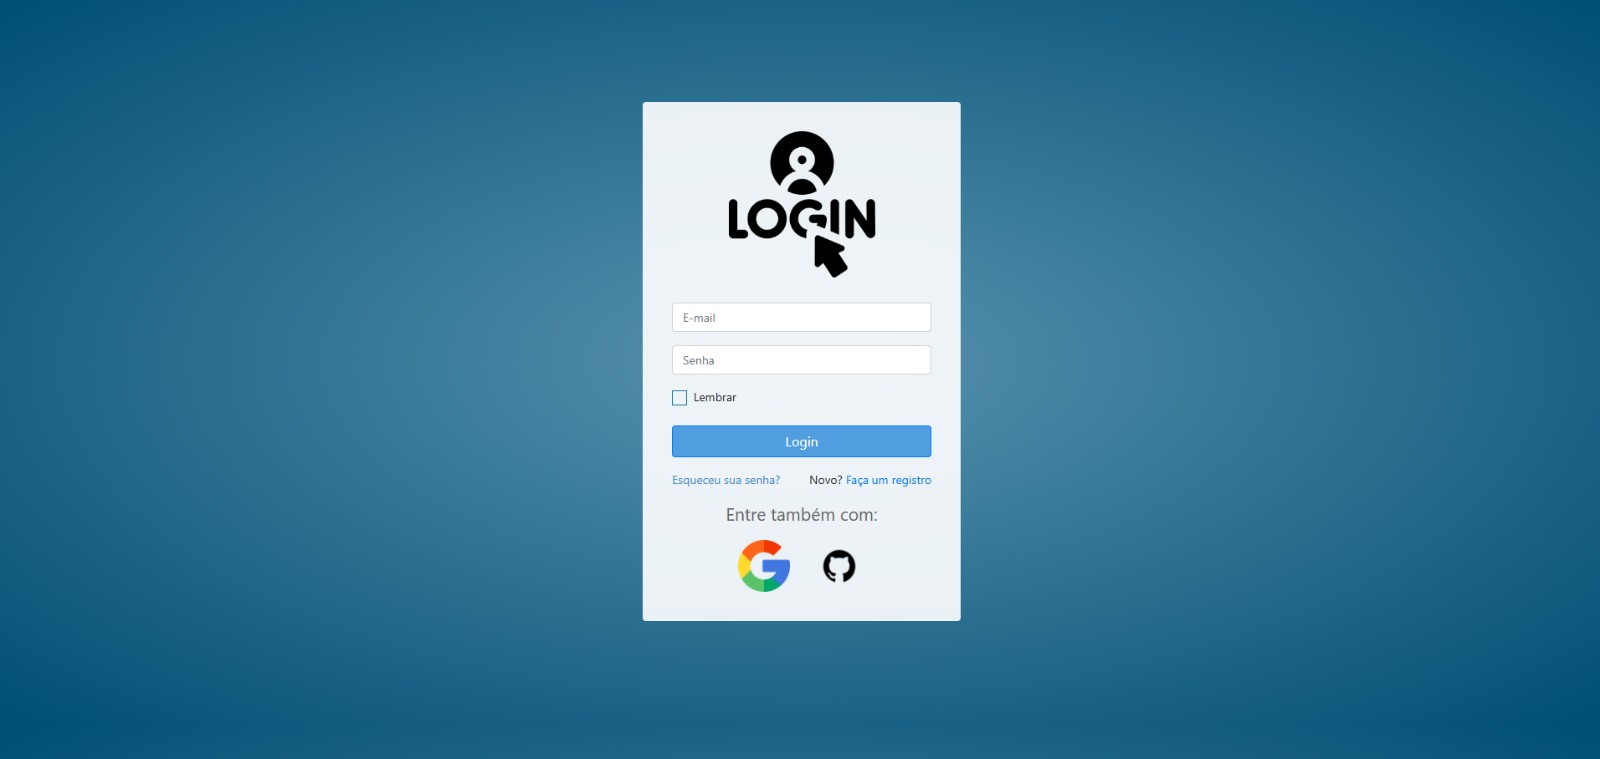 LOGIN
E-mail
Senha
Lembrar
Login
Esqueceu sua senha? Novo? Faça um registro
Entre também com: